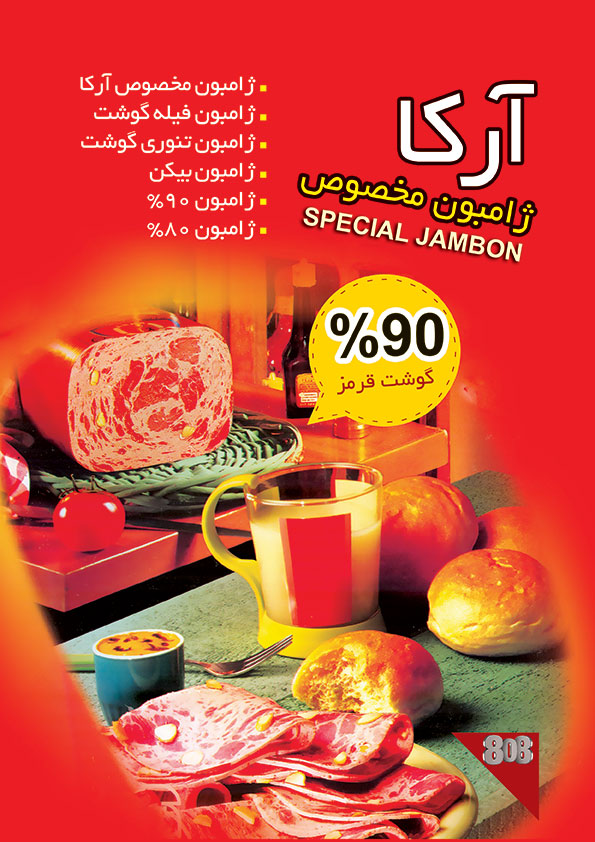 ژامبون مخصوص آرکا
ژامبون فیله گوشت
ژامبون تنوری گوشت
ژامبون بیکن
ژامبون ۹۰%
ژامبون ۸۰%
آرکا
ژامبون مخصوص
SPECIAL JAMBON
%90
گوشت قرمز
808